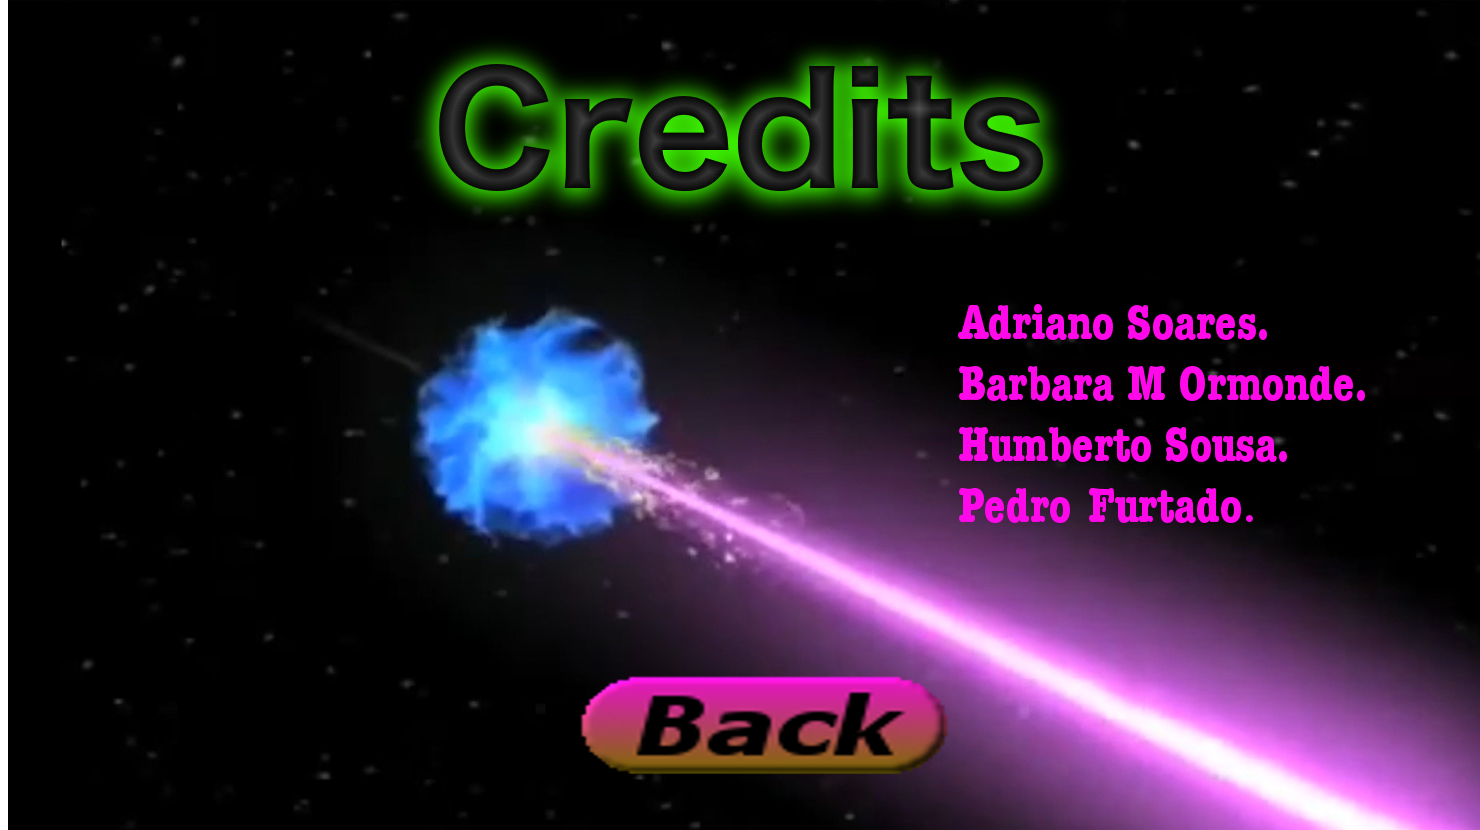 Credits
Adriano Soares.
Barbara M Ormonde.
Humberto Sousa.
Pedro Furtado.
Back